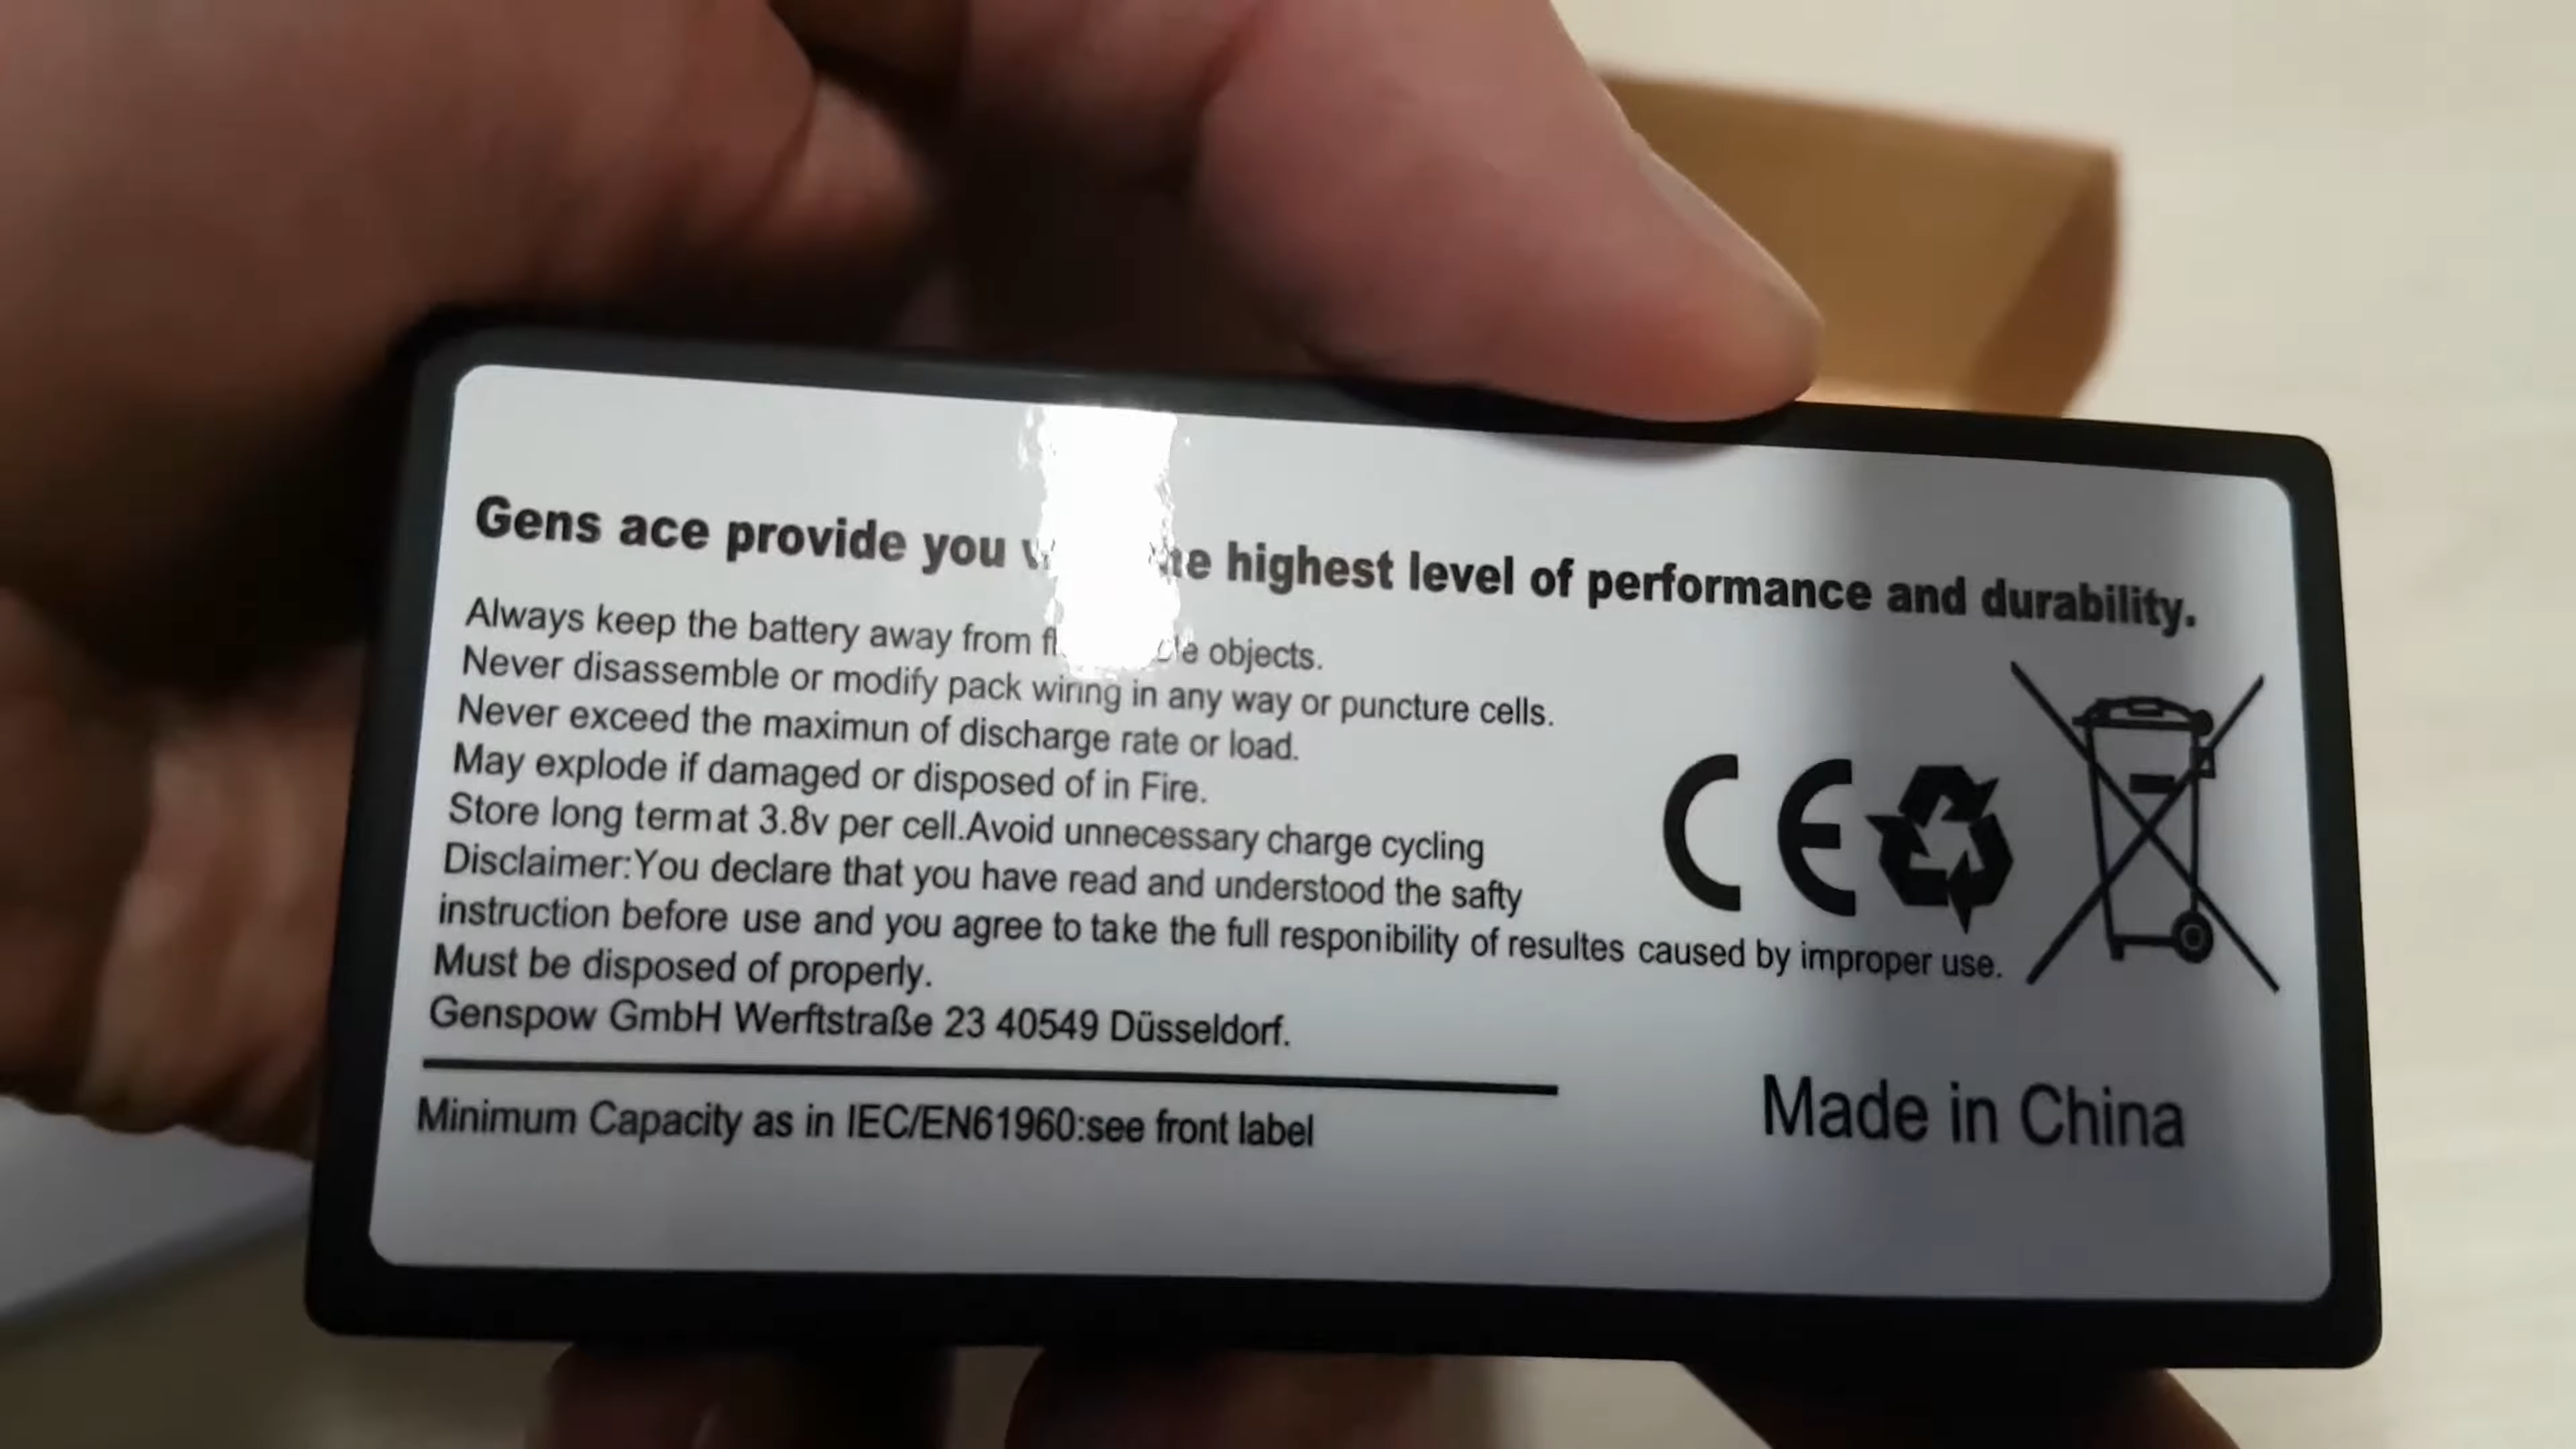 Gens ace provide you highest level of performance and durability.
Always keep the battery away from objects.
Never disassemble or modify pack wiring in any way or puncture cells.
Never exceed the maximun of discharge rate or load.
May explode if damaged or disposed of in Fire.
Store long term at 3.8v per cell.Avoid unnecessary charge cycling
Disclaimer:You declare that you have read and understood the safty
instruction before use and you agree to take the full responibility of resultes caused by improper use.
Must be disposed of properly.
Genspow GmbH Werftstraße 23 40549 Düsseldorf.
Minimum Capacity as in IEC/EN61960:see front label
CE
Made in China